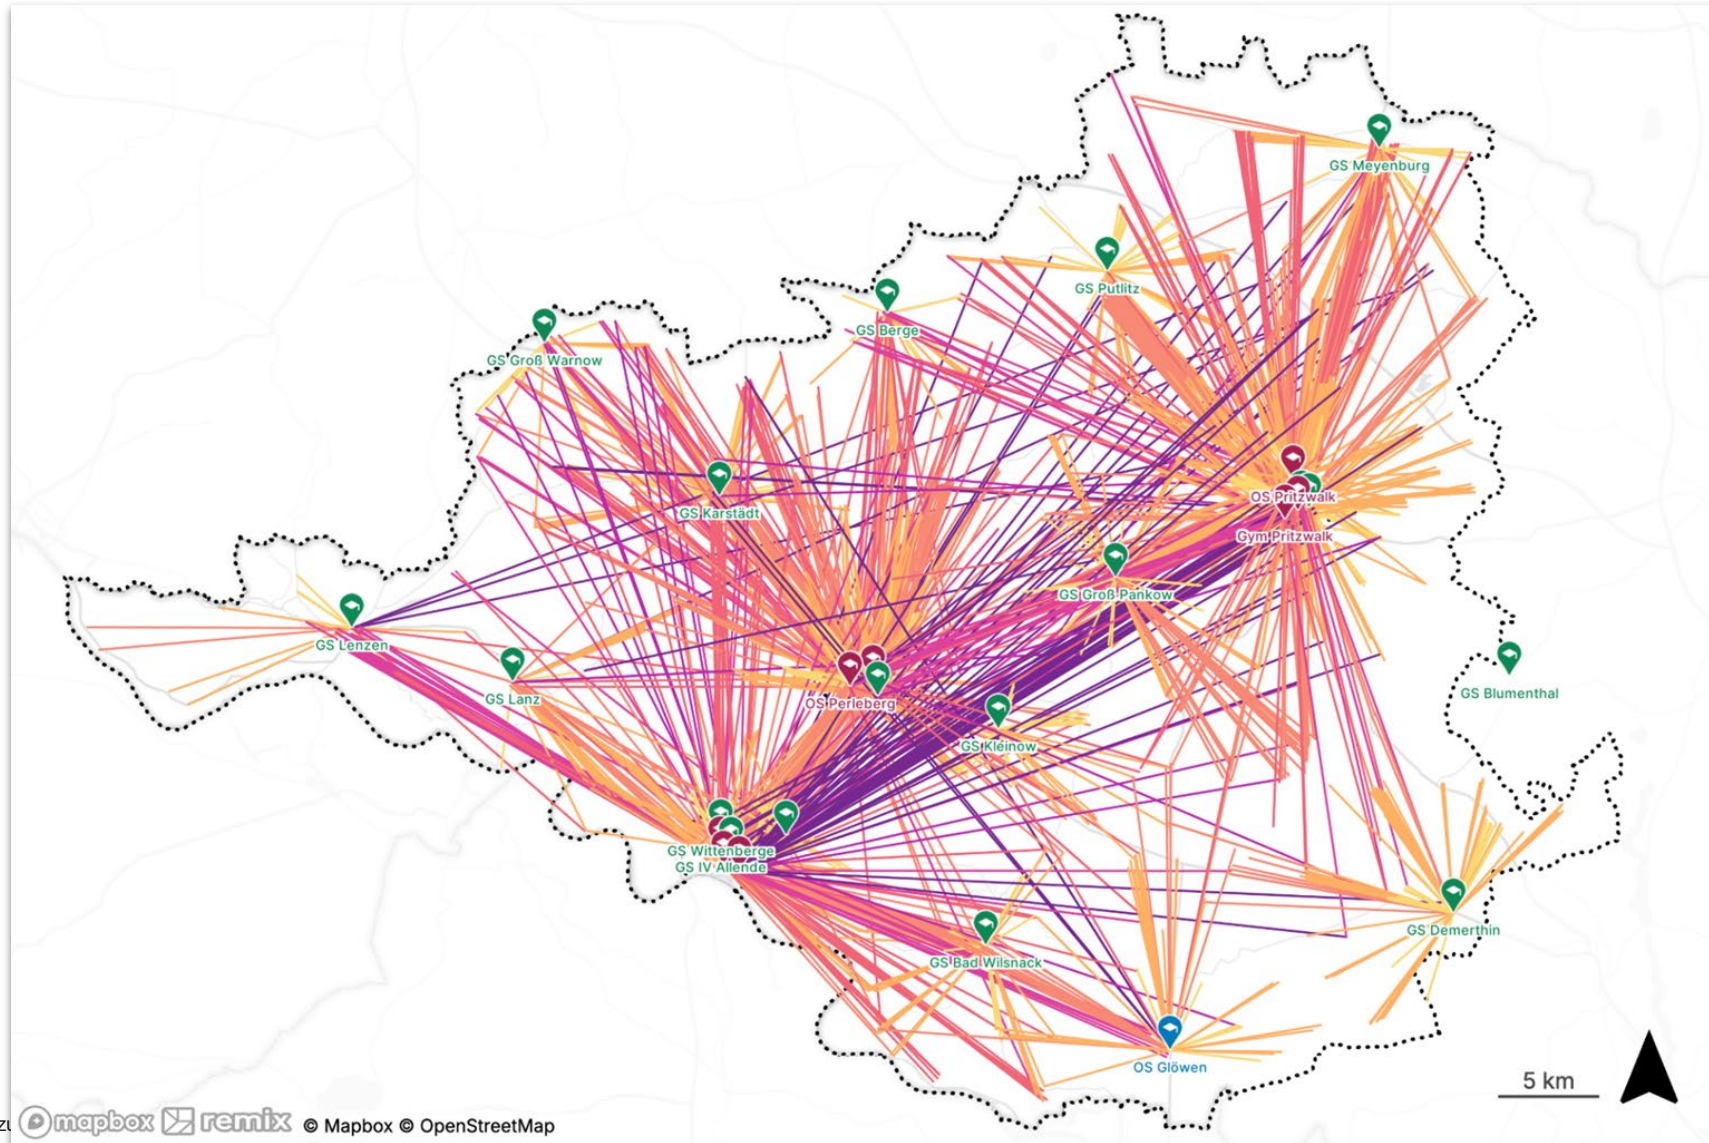 GS Meyenburg
GS Putlitz
GS Berge
GS Groß Warnow
OS Pritzwalk
GS Karstädt
Gym Pritzwalk
GS Groß Pankow
GS Lenzen
GS Blumenthal
GS Lanz
OS Perleberg
GS Kleinow
GS Wittenberge
GS IV Allende
GS Demerthin
GS Bad Wilsnack
OS Glöwen
5 km
zu
mapbox remix © Mapbox © OpenStreetMap